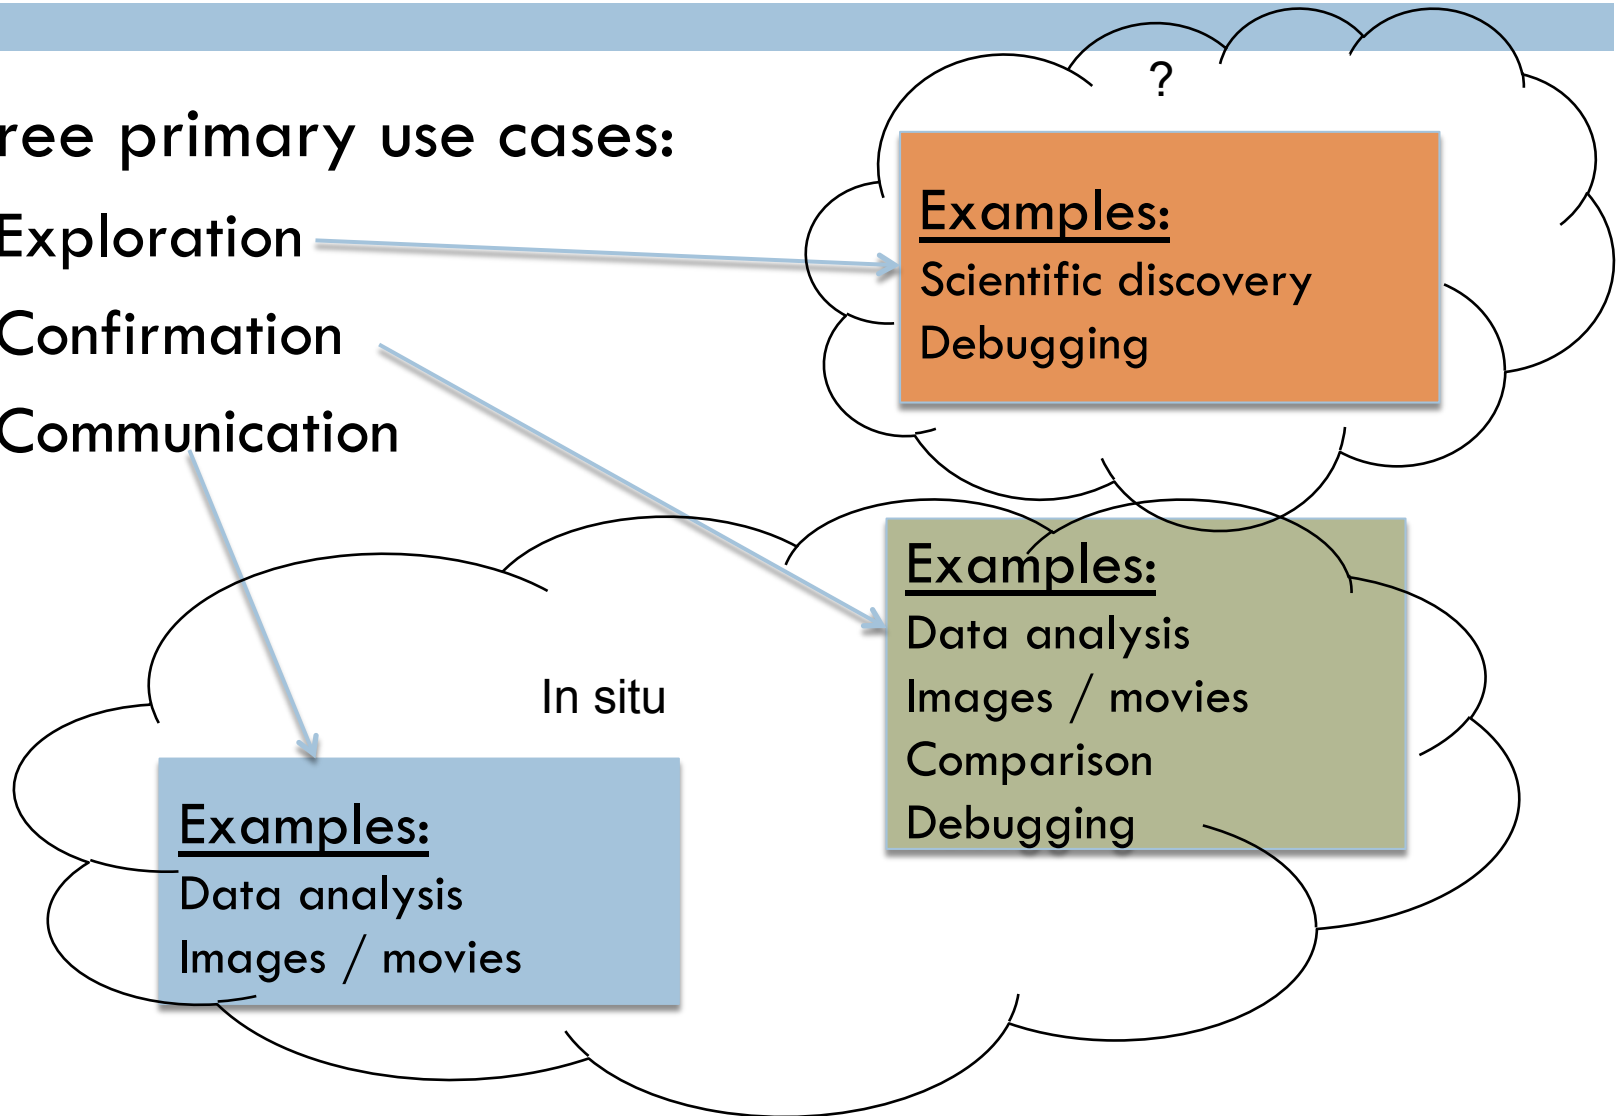 ree primary use cases:
Exploration
Confirmation
Communication
?
Examples:
Scientific discovery
Debugging
In situ
Examples:
Data analysis
Images / movies
Comparison
Debugging
Examples:
Data analysis
Images / movies